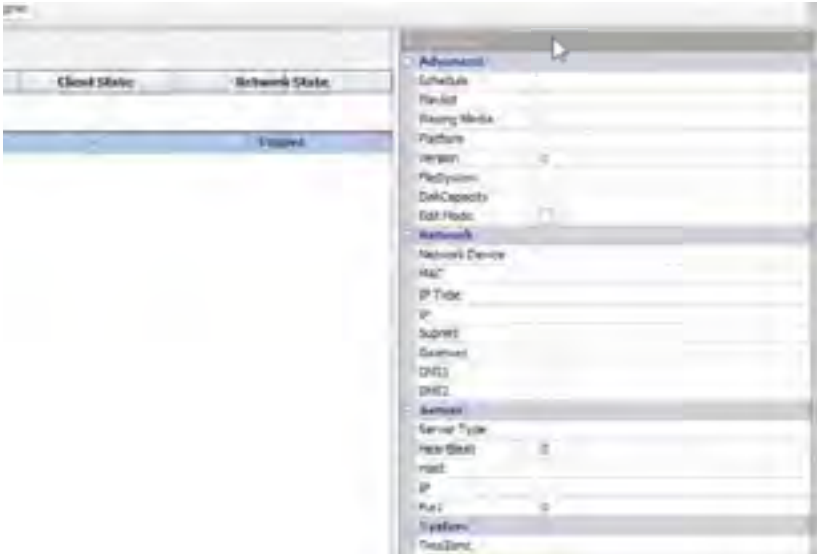 Client State
Network State
Stopped
Advanced
Schedule
Playlist
Playing Media
Platform
Version 0
FileSystem
DiskCapacity
Edit Mode
Network
Network Device
MAC
IP Type
IP
Subnet
Gateway
DNS1
DNS2
Server
Server Type
HeartBeat 0
Host
IP
Port 0
System
TimeZone